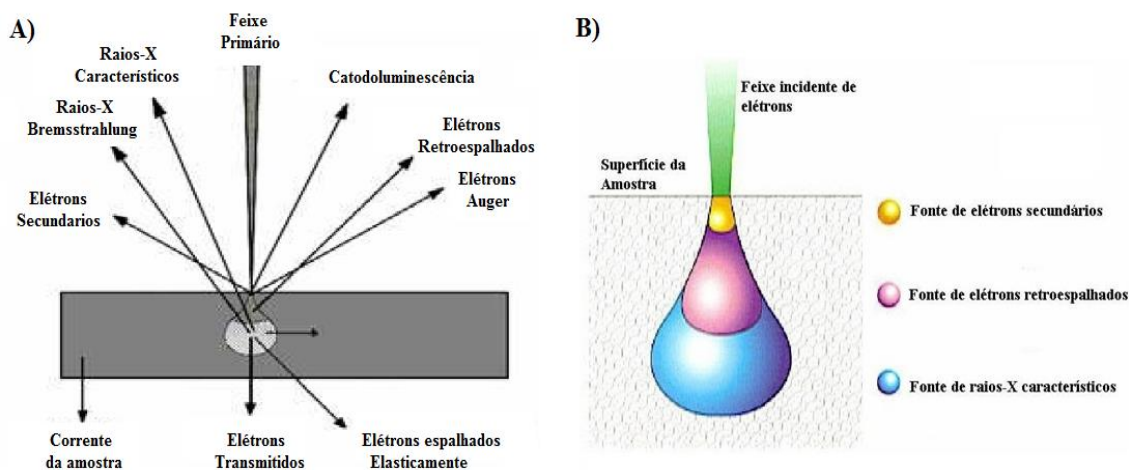 A)
Feixe
Primário
Raios-X
Característicos
Catodoluminescência
Raios-X
Bremsstrahlung
Elétrons
Retroespalhados
Elétrons
Auger
Elétrons
Secundarios
Corrente
da amostra
Elétrons
Transmitidos
Elétrons espalhados
Elasticamente
B)
Feixe incidente de
elétrons
Superfície da
Amostra
Fonte de elétrons secundários
Fonte de elétrons retroespalhados
Fonte de raios-X característicos